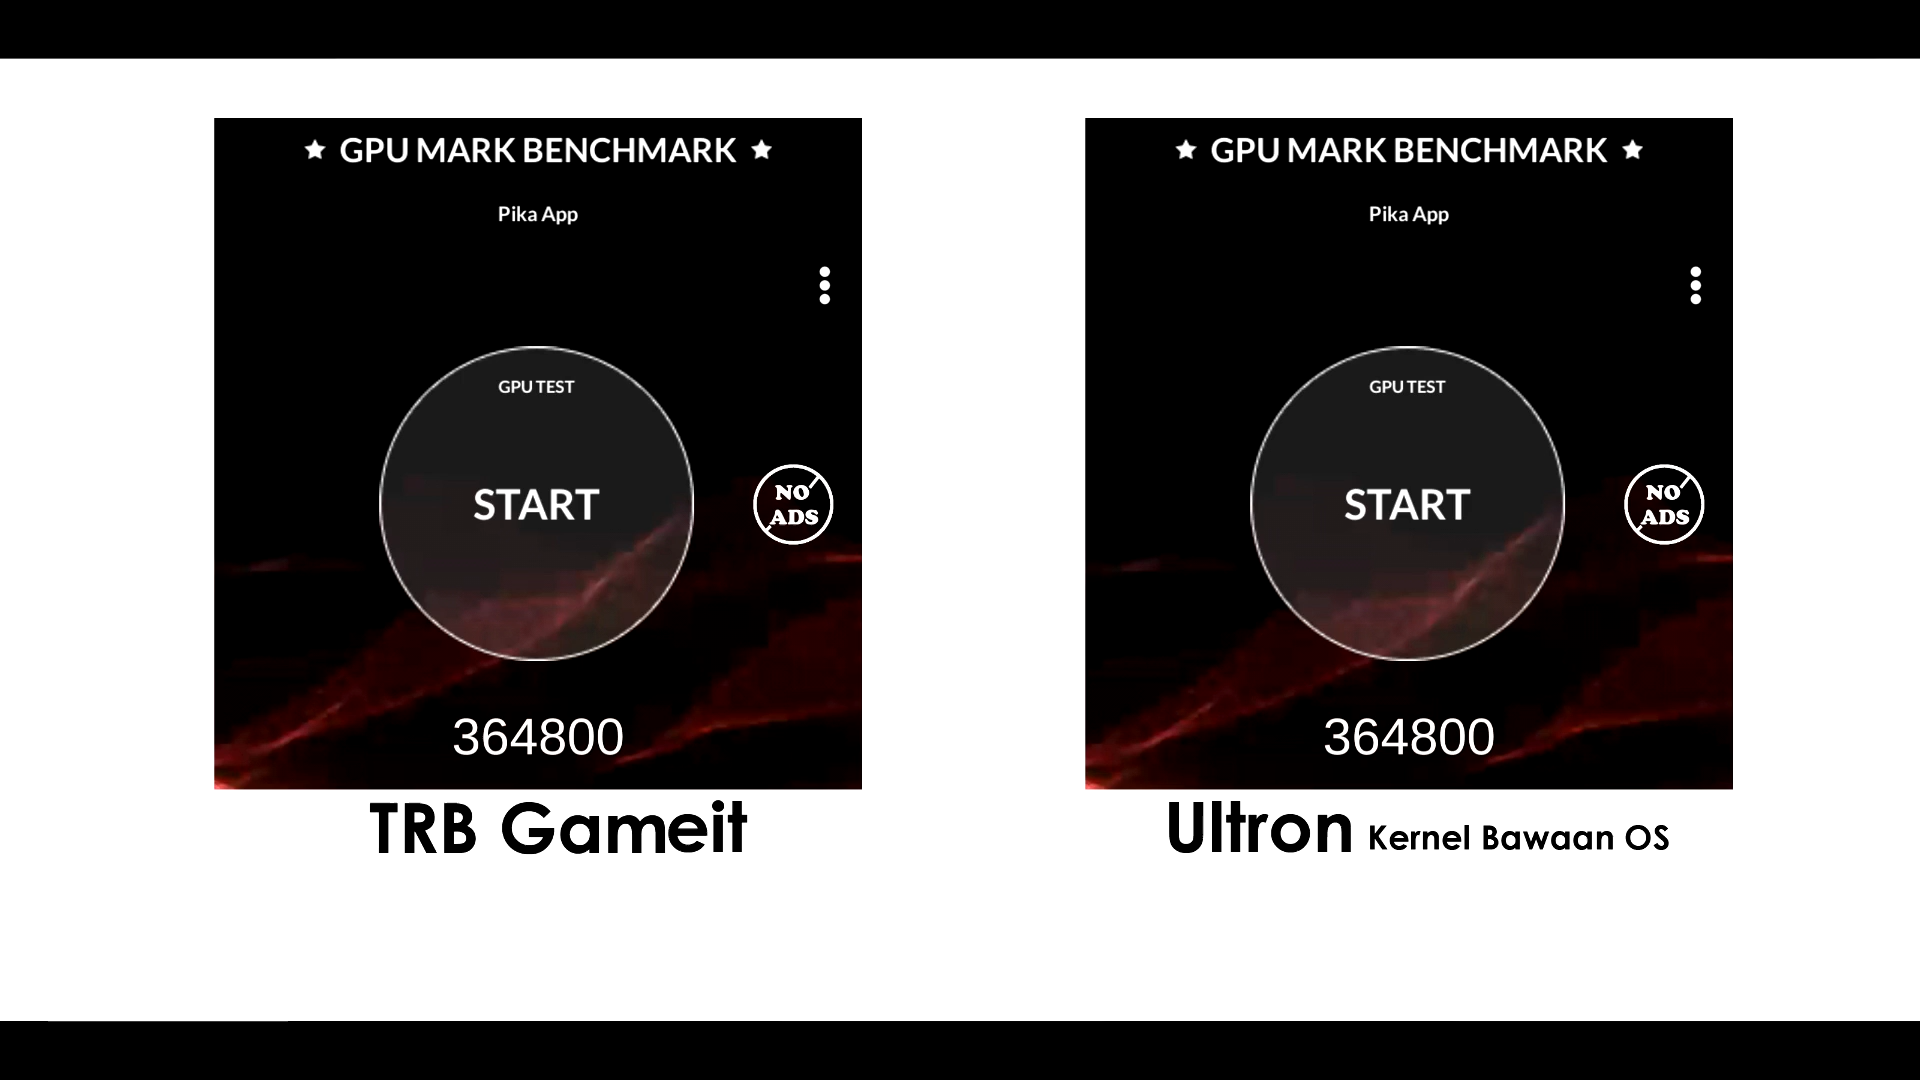 ★ GPU MARK BENCHMARK ★
Pika App
GPU TEST
START
NO ADS
364800
TRB Gameit
★ GPU MARK BENCHMARK ★
Pika App
GPU TEST
START
NO ADS
364800
Ultron Kernel Bawaan OS